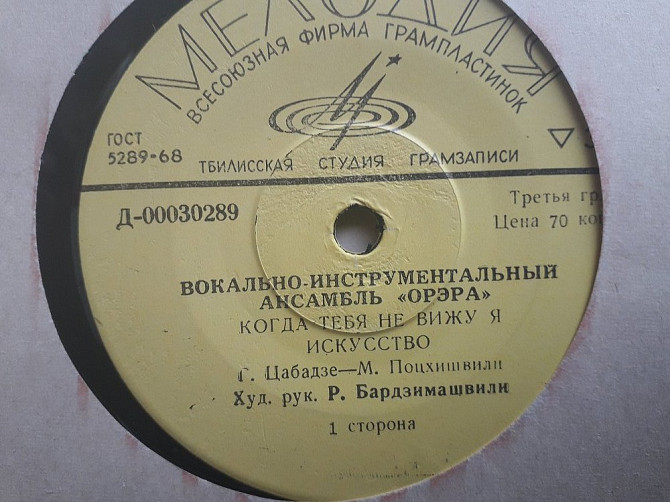 МЕЛОДИЯ
ВСЕСОЮЗНАЯ ФИРМА ГРАМПЛАСТИНОК
ГОСТ
5289-68
ТБИЛИССКАЯ СТУДИЯ ГРАМЗАПИСИ
Д-00030289
Третья гр
Цена 70 ко
ВОКАЛЬНО-ИНСТРУМЕНТАЛЬНЫЙ
АНСАМБЛЬ «ОРЭРА»
КОГДА ТЕБЯ НЕ ВИЖУ Я
ИСКУССТВО
Г. Цабадзе—М. Поцхишвили
Худ. рук. Р. Бардзимашвили
1 сторона